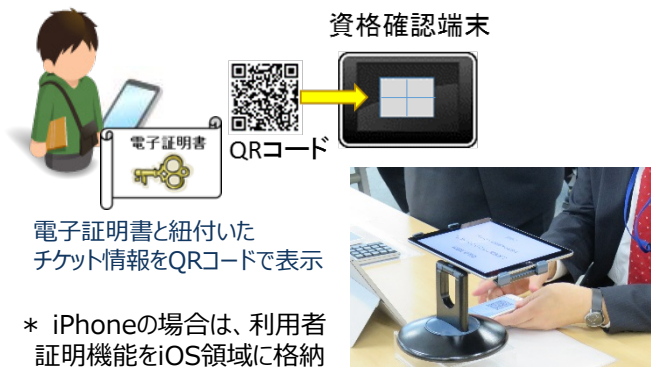 資格確認端末
電子証明書
QRコード
電子証明書と紐付いた
チケット情報をQRコードで表示
* iPhoneの場合は、利用者
証明機能をiOS領域に格納